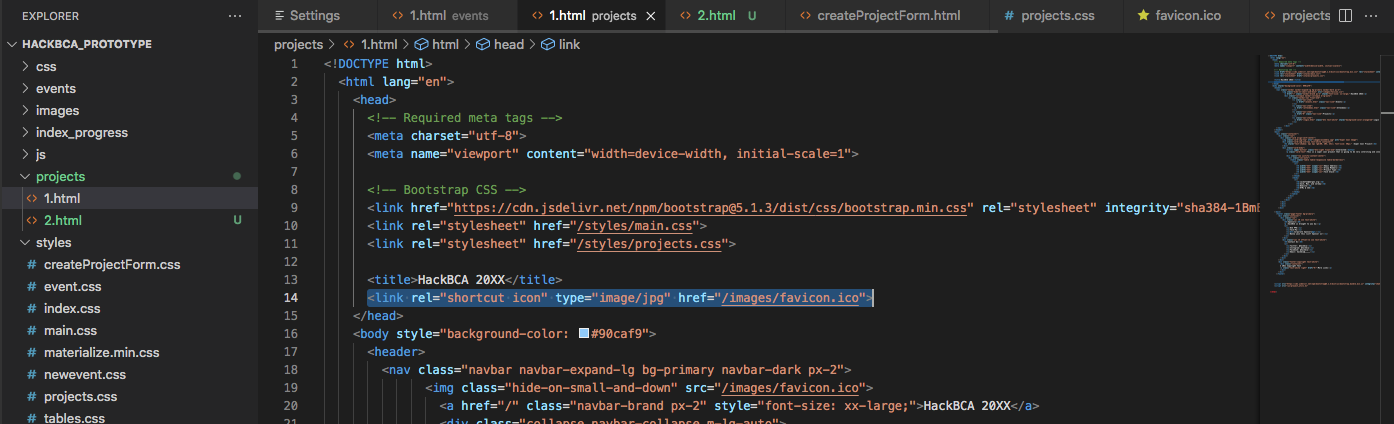 EXPLORER
HACKBCA_PROTOTYPE
css
events
images
index_progress
js
projects
1.html
2.html U
styles
createProjectForm.css
event.css
index.css
main.css
materialize.min.css
newevent.css
projects.css
tables.css
Settings
1.html events
1.html projects
2.html U
createProjectForm.html
projects.css
favicon.ico
projects
projects > 1.html > html > head > link
1 <!DOCTYPE html>
2 <html lang="en">
3 <head>
4 <!-- Required meta tags -->
5 <meta charset="utf-8">
6 <meta name="viewport" content="width=device-width, initial-scale=1">
7
8 <!-- Bootstrap CSS -->
9 <link href="https://cdn.jsdelivr.net/npm/bootstrap@5.1.3/dist/css/bootstrap.min.css" rel="stylesheet" integrity="sha384-1BmE
10 <link rel="stylesheet" href="/styles/main.css">
11 <link rel="stylesheet" href="/styles/projects.css">
12
13 <title>HackBCA 20XX</title>
14 <link rel="shortcut icon" type="image/jpg" href="/images/favicon.ico">
15 </head>
16 <body style="background-color: #90caf9">
17 <header>
18 <nav class="navbar navbar-expand-lg bg-primary navbar-dark px-2">
19 <img class="hide-on-small-and-down" src="/images/favicon.ico">
20 <a href="/" class="navbar-brand px-2" style="font-size: xx-large;">HackBCA 20XX</a>
21 <div class="collapse navbar-collapse m-lg-auto">